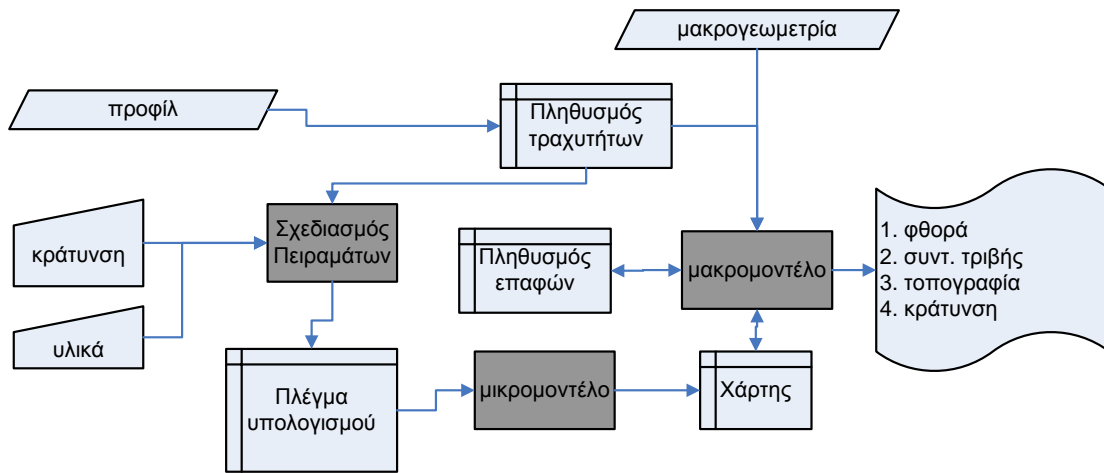 μακρογεωμετρία
προφίλ
Πληθυσμός
τραχυτήτων
κράτυνση
υλικά
Σχεδιασμός
Πειραμάτων
Πληθυσμός
επαφών
μακρομοντέλο
1. φθορά
2. συντ. τριβής
3. τοπογραφία
4. κράτυνση
Πλέγμα
υπολογισμού
μικρομοντέλο
Χάρτης